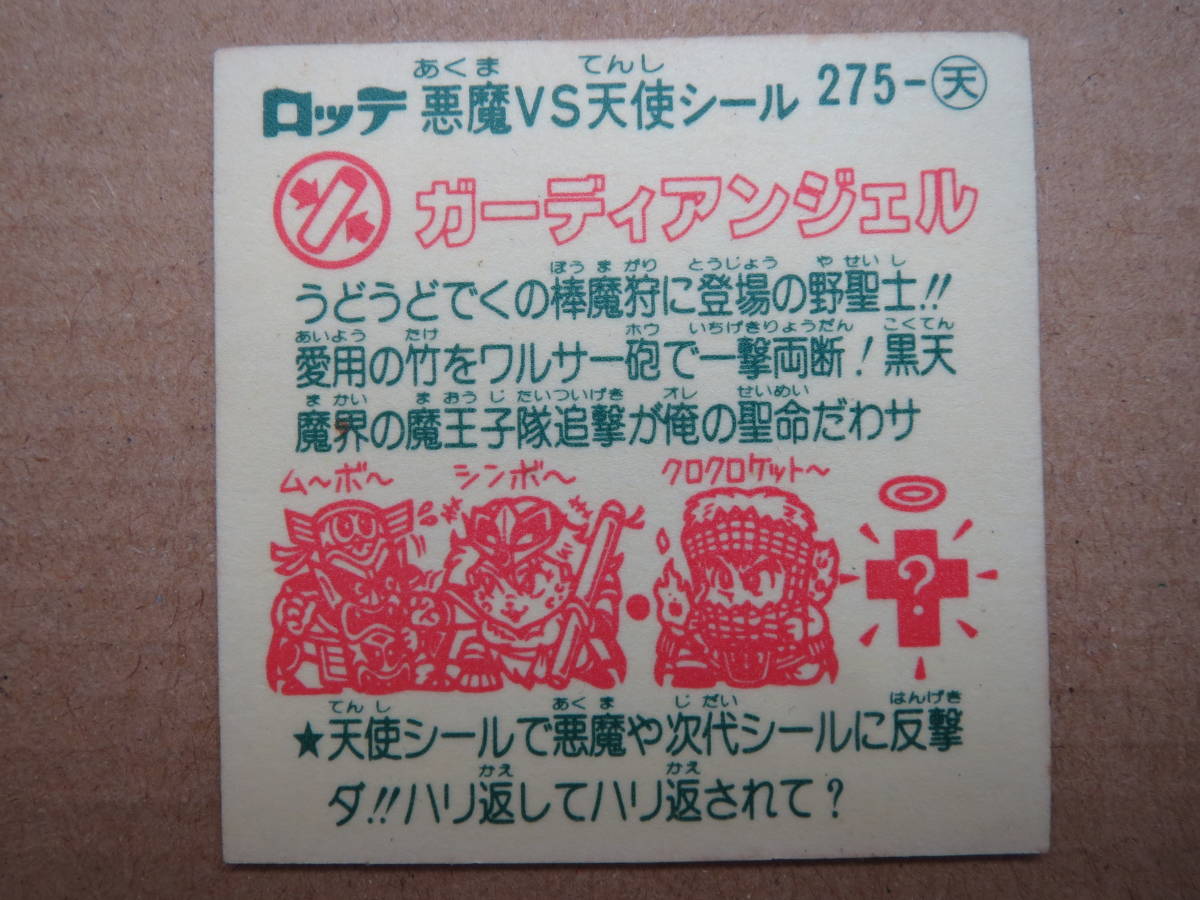 ロッテ 悪魔VS天使シール 275-天
あくま てんし
ガーディアンジェル
ぼうまがり とうじょう やせいし
うどうどでくの棒魔狩に登場の野聖士!!
あいよう たけ ホウ いちげきりょうだん こくてん
愛用の竹をワルサー砲で一撃両断!黒天
まかい まおうじたいついげき オレ せいめい
魔界の魔王子隊追撃が俺の聖命だわサ
ム〜ボ〜 シンボ〜 クロクロゲット〜
?
てんし あくま じだい はんげき
★天使シールで悪魔や次代シールに反撃
かえ かえ
ダ!!ハリ返してハリ返されて?